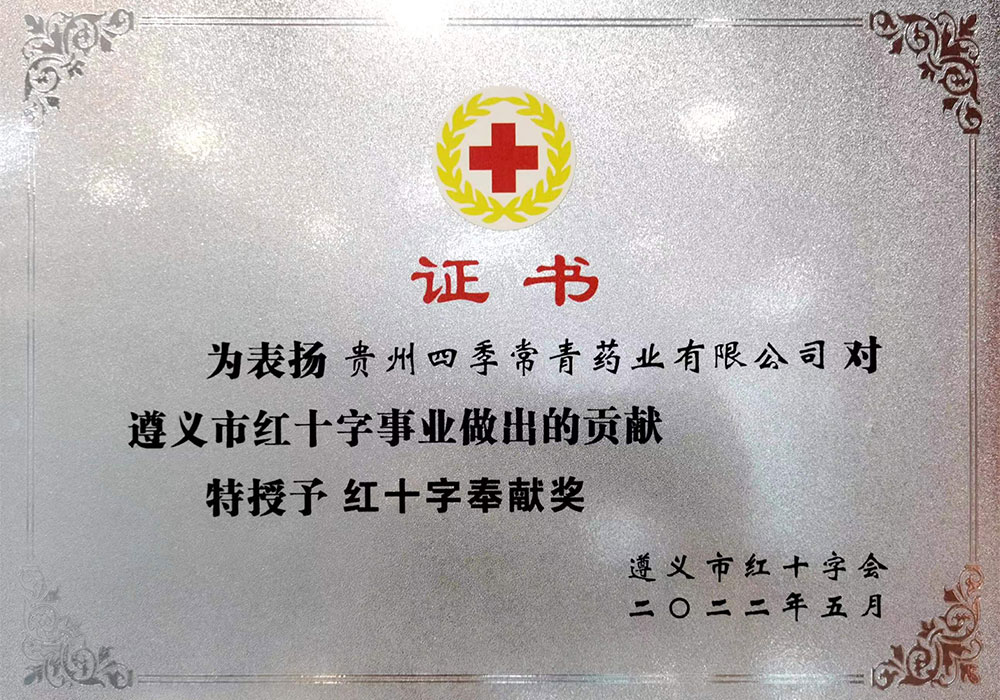 证书
为表扬 贵州四季常青药业有限公司 对
遵义市红十字事业做出的贡献
特授予 红十字奉献奖
遵义市红十字会
二〇二二年五月